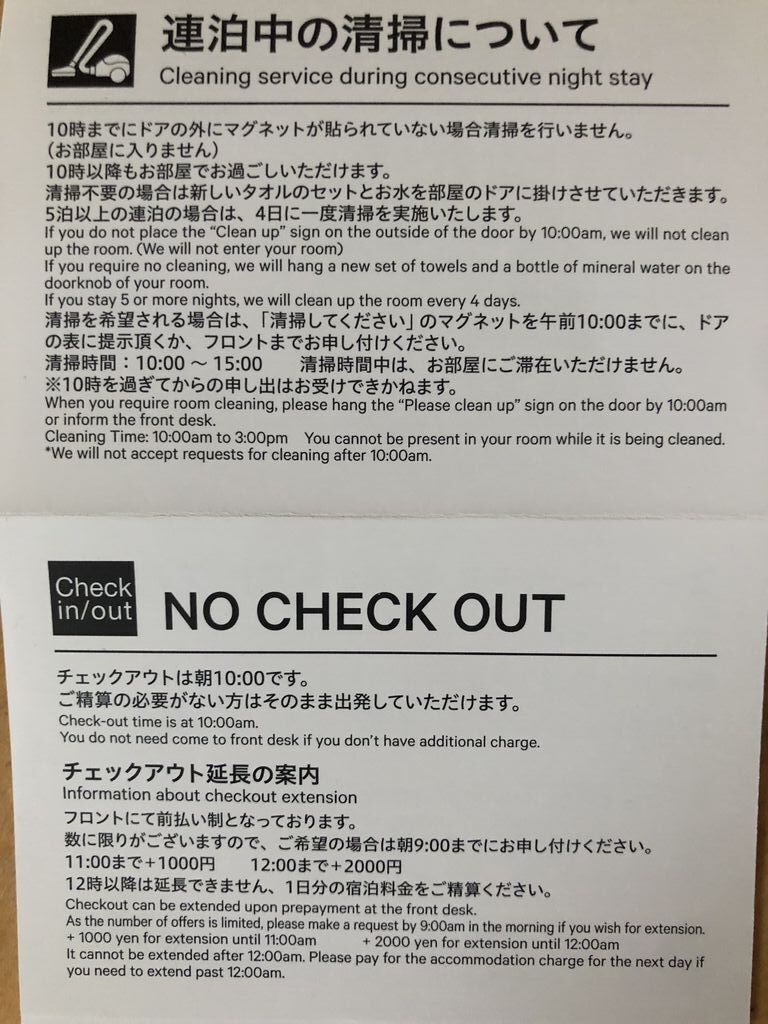 連泊中の清掃について
Cleaning service during consecutive night stay
10時までにドアの外にマグネットが貼られていない場合清掃を行いません。
（お部屋に入りません）
10時以降もお部屋でお過ごしいただけます。
清掃不要の場合は新しいタオルのセットとお水を部屋のドアに掛けさせていただきます。
5泊以上の連泊の場合は、4日に一度清掃を実施いたします。
If you do not place the “Clean up” sign on the outside of the door by 10:00am, we will not clean
up the room. (We will not enter your room)
If you require no cleaning, we will hang a new set of towels and a bottle of mineral water on the
doorknob of your room.
If you stay 5 or more nights, we will clean up the room every 4 days.
清掃を希望される場合は、「清掃してください」のマグネットを午前10:00までに、ドア
の表に提示頂くか、フロントまでお申し付けください。
清掃時間：10:00 〜 15:00　　清掃時間中は、お部屋にご滞在いただけません。
※10時を過ぎてからの申し出はお受けできかねます。
When you require room cleaning, please hang the “Please clean up” sign on the door by 10:00am
or inform the front desk.
Cleaning Time: 10:00am to 3:00pm　You cannot be present in your room while it is being cleaned.
*We will not accept requests for cleaning after 10:00am.
Check
in/out
NO CHECK OUT
チェックアウトは朝10:00です。
ご精算の必要がない方はそのまま出発していただけます。
Check-out time is at 10:00am.
You do not need come to front desk if you don’t have additional charge.
チェックアウト延長の案内
Information about checkout extension
フロントにて前払い制となっております。
数に限りがございますので、ご希望の場合は朝9:00までにお申し付けください。
11:00まで＋1000円　　12:00まで＋2000円
12時以降は延長できません、1日分の宿泊料金をご精算ください。
Checkout can be extended upon prepayment at the front desk.
As the number of offers is limited, please make a request by 9:00am in the morning if you wish for extension.
+ 1000 yen for extension until 11:00am　　+ 2000 yen for extension until 12:00am
It cannot be extended after 12:00am. Please pay for the accommodation charge for the next day if
you need to extend past 12:00am.